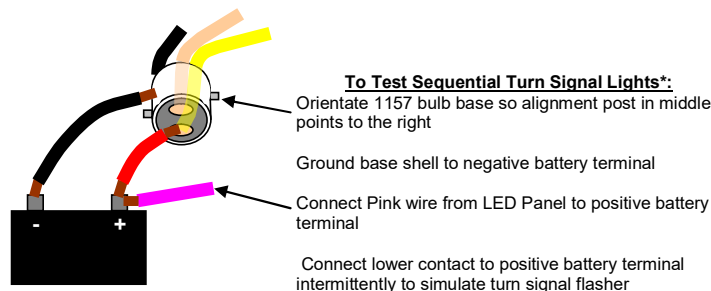 To Test Sequential Turn Signal Lights*:
Orientate 1157 bulb base so alignment post in middle
points to the right
Ground base shell to negative battery terminal
Connect Pink wire from LED Panel to positive battery
terminal
Connect lower contact to positive battery terminal
intermittently to simulate turn signal flasher
- +